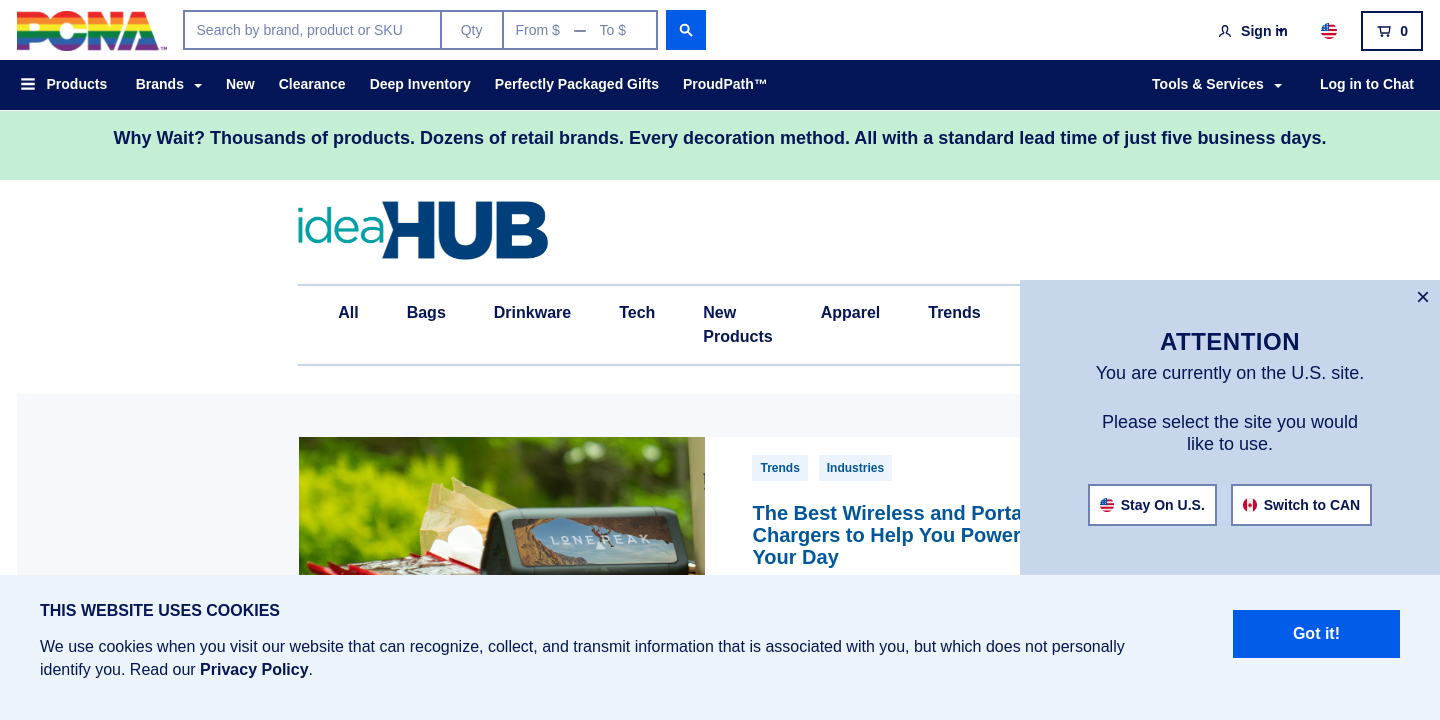 PCNA™
Search by brand, product or SKU
Qty
From $ — To $
Sign in
0
Products
Brands
New
Clearance
Deep Inventory
Perfectly Packaged Gifts
ProudPath™
Tools & Services
Log in to Chat
Why Wait? Thousands of products. Dozens of retail brands. Every decoration method. All with a standard lead time of just five business days.
ideaHUB
All
Bags
Drinkware
Tech
New
Products
Apparel
Trends
×
ATTENTION
You are currently on the U.S. site.
Please select the site you would
like to use.
Stay On U.S.
Switch to CAN
LONE PEAK
Trends
Industries
The Best Wireless and Porta
Chargers to Help You Power
Your Day
THIS WEBSITE USES COOKIES
We use cookies when you visit our website that can recognize, collect, and transmit information that is associated with you, but which does not personally
identify you. Read our Privacy Policy.
Got it!